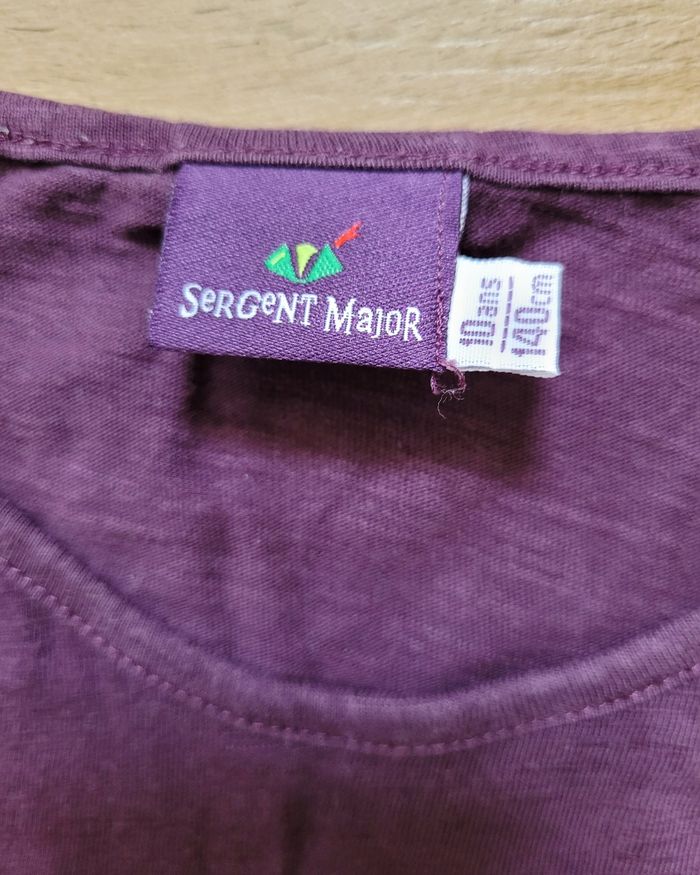 SeRGeNT MaJoR
10 ans
140 cm